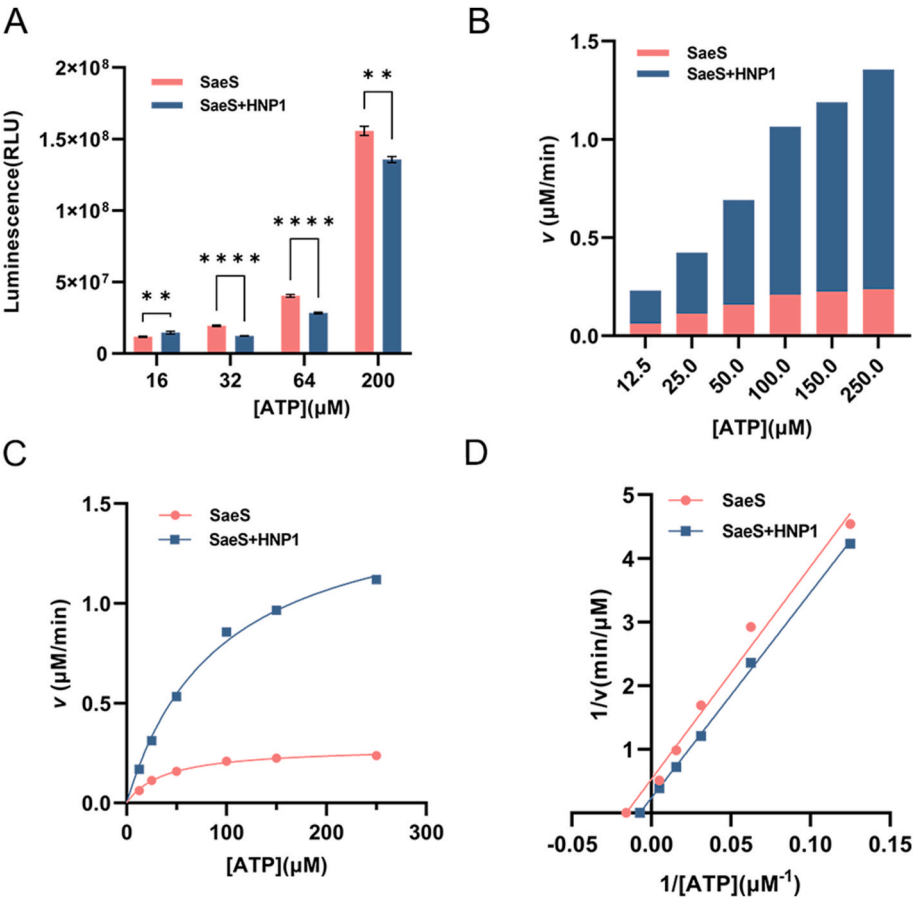 A
Luminescence(RLU)
2×10⁸
1.5×10⁸
1×10⁸
5×10⁷
0
SaeS
SaeS+HNP1
**
****
****
**
16 32 64 200
[ATP](µM)
B
v (µM/min)
1.5
1.0
0.5
0.0
SaeS
SaeS+HNP1
12.5 25.0 50.0 100.0 150.0 250.0
[ATP](µM)
C
v (µM/min)
1.5
1.0
0.5
0.0
SaeS
SaeS+HNP1
0 100 200 300
[ATP](µM)
D
1/v(min/µM)
5
4
3
2
1
SaeS
SaeS+HNP1
-0.05 0.00 0.05 0.10 0.15
1/[ATP](µM⁻¹)